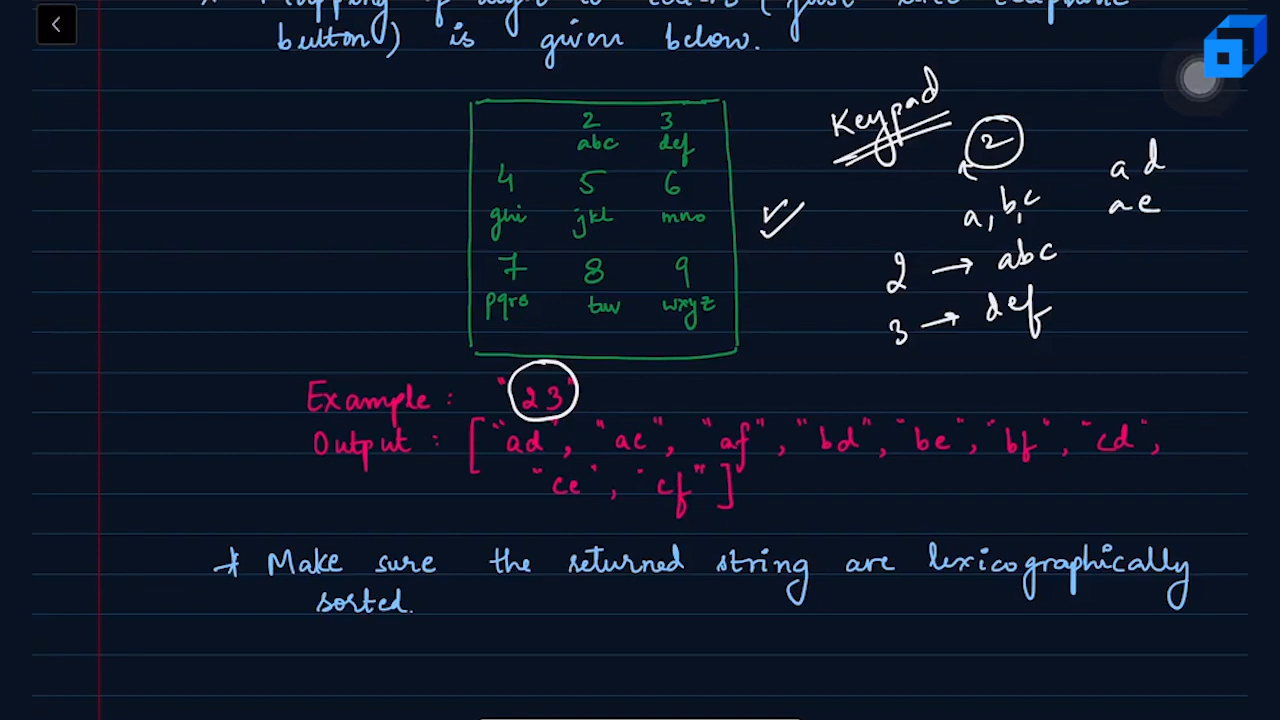 button) is given below.
2 3
abc def
4 5 6
ghi jkl mno
7 8 9
pqrs tuv wxyz
Keypad
2
a, b, c
2 → abc
3 → def
a d
a e
Example : "23"
Output : ["ad", "ae", "af", "bd", "be", "bf", "cd",
"ce", "cf"]
* Make sure the returned string are lexicographically
sorted.